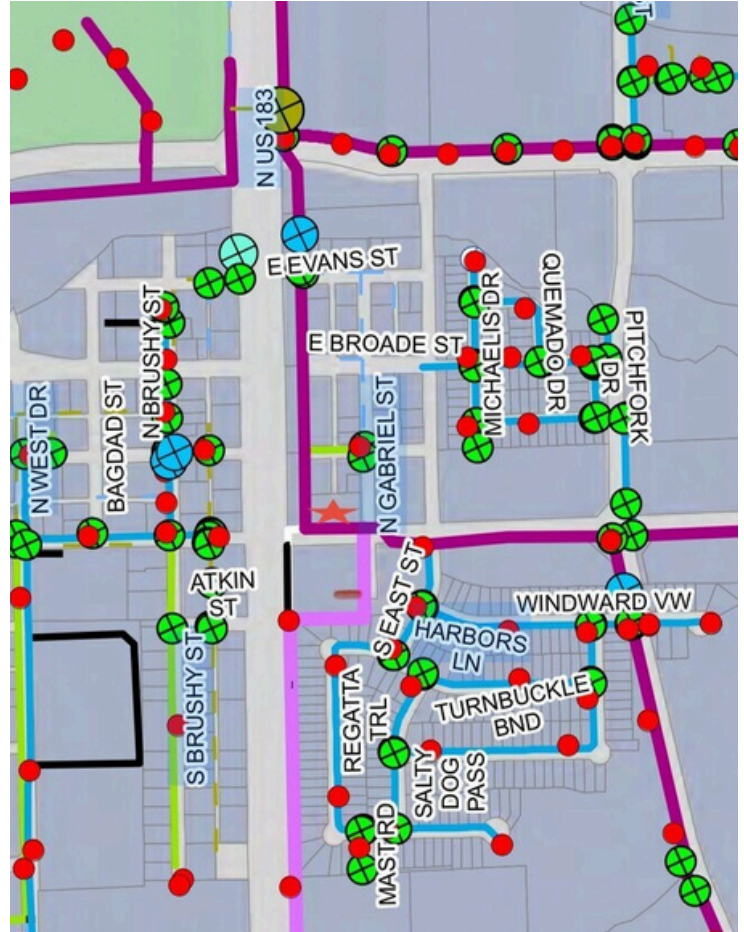 ST
N US 183
E EVANS ST
QUEMADO DR
MICHAELIS DR
PITCHFORK
DR
E BROADE ST
N BRUSHY ST
BAGDAD ST
N WEST DR
N GABRIEL ST
ATKIN
ST
S EAST ST
WINDWARD VW
HARBORS
LN
S BRUSHY ST
REGATTA
TRL
TURNBUCKLE
BND
SALTY
DOG
PASS
MAST RD